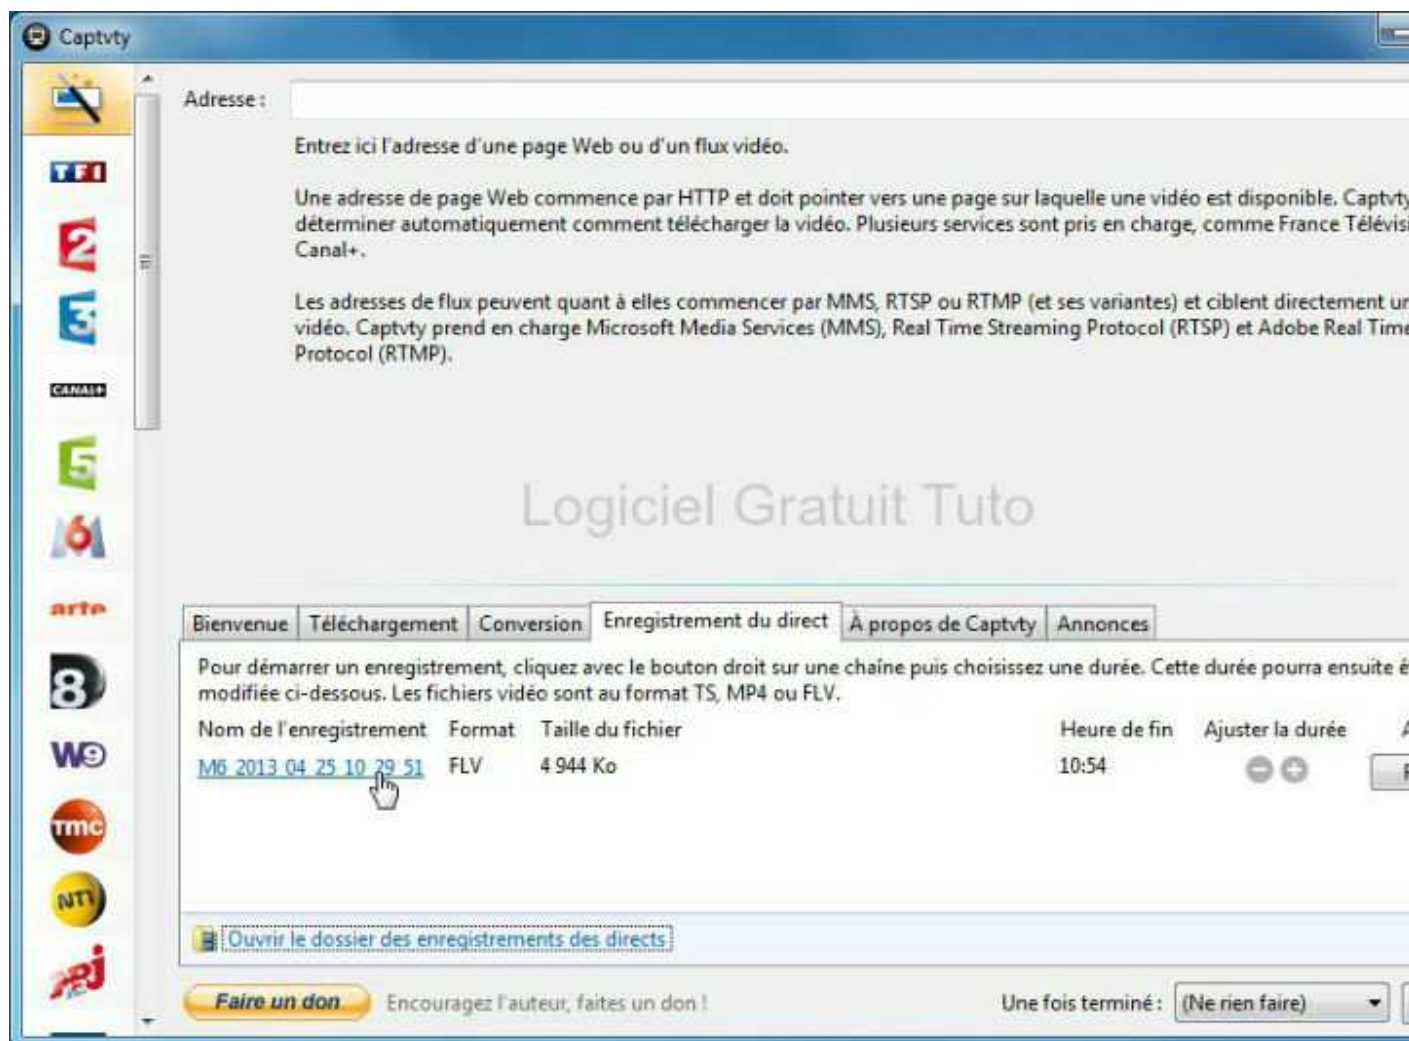 Captvty
Adresse :
Entrez ici l'adresse d'une page Web ou d'un flux vidéo.
Une adresse de page Web commence par HTTP et doit pointer vers une page sur laquelle une vidéo est disponible. Captvty
déterminer automatiquement comment télécharger la vidéo. Plusieurs services sont pris en charge, comme France Télévisi
Canal+.
Les adresses de flux peuvent quant à elles commencer par MMS, RTSP ou RTMP (et ses variantes) et ciblent directement un
vidéo. Captvty prend en charge Microsoft Media Services (MMS), Real Time Streaming Protocol (RTSP) et Adobe Real Time
Protocol (RTMP).
TF1
2
3
CANAL+
5
M6
arte
D8
W9
TMC
NT1
NRJ
Logiciel Gratuit Tuto
Bienvenue Téléchargement Conversion Enregistrement du direct À propos de Captvty Annonces
Pour démarrer un enregistrement, cliquez avec le bouton droit sur une chaîne puis choisissez une durée. Cette durée pourra ensuite ê
modifiée ci-dessous. Les fichiers vidéo sont au format TS, MP4 ou FLV.
Nom de l'enregistrement Format Taille du fichier Heure de fin Ajuster la durée A
M6 2013 04 25 10 29 51 FLV 4 944 Ko 10:54
Ouvrir le dossier des enregistrements des directs
Faire un don Encouragez l'auteur, faites un don ! Une fois terminé : (Ne rien faire)